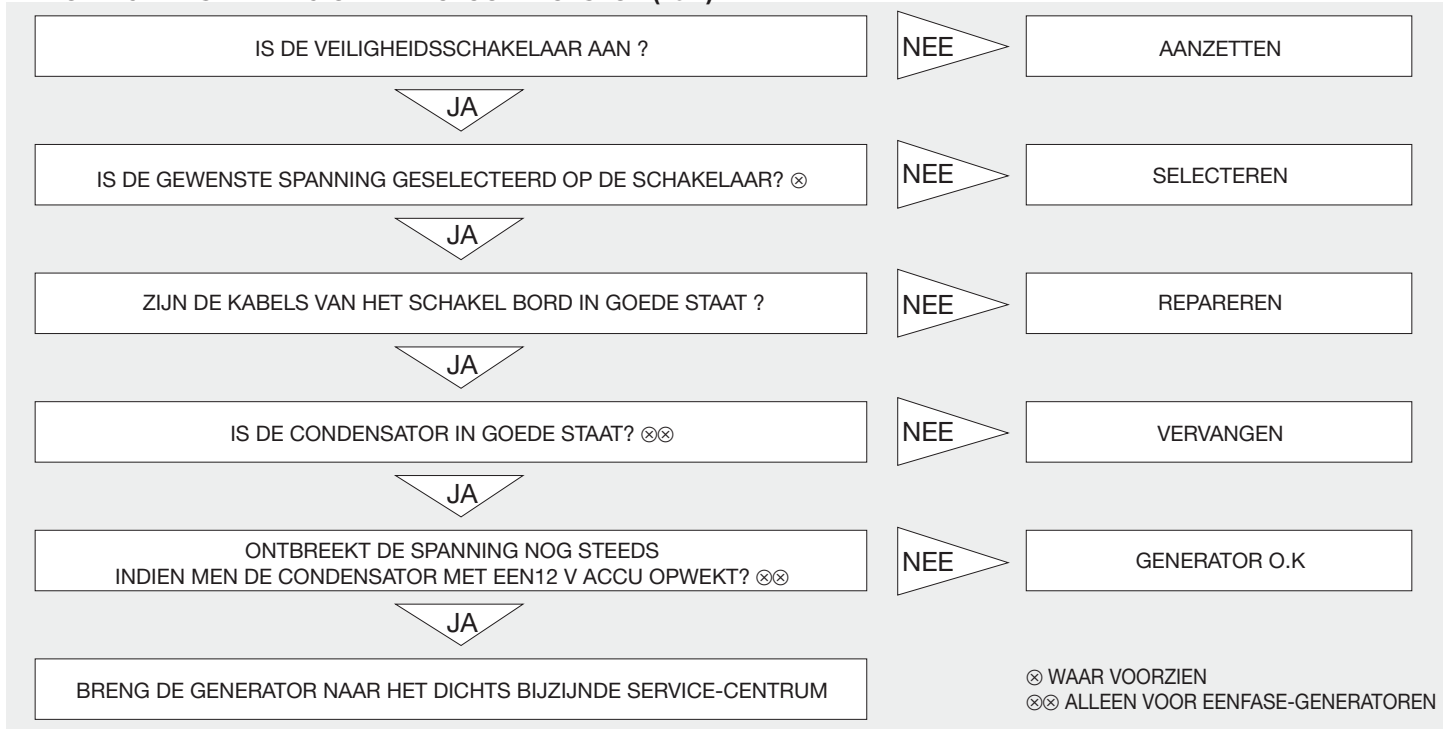 IS DE VEILIGHEIDSSCHAKELAAR AAN ?
NEE
AANZETTEN
JA
IS DE GEWENSTE SPANNING GESELECTEERD OP DE SCHAKELAAR? ⊗
NEE
SELECTEREN
JA
ZIJN DE KABELS VAN HET SCHAKEL BORD IN GOEDE STAAT ?
NEE
REPAREREN
JA
IS DE CONDENSATOR IN GOEDE STAAT? ⊗⊗
NEE
VERVANGEN
JA
ONTBREEKT DE SPANNING NOG STEEDS
INDIEN MEN DE CONDENSATOR MET EEN12 V ACCU OPWEKT? ⊗⊗
NEE
GENERATOR O.K
JA
BRENG DE GENERATOR NAAR HET DICHTS BIJZIJNDE SERVICE-CENTRUM
⊗ WAAR VOORZIEN
⊗⊗ ALLEEN VOOR EENFASE-GENERATOREN